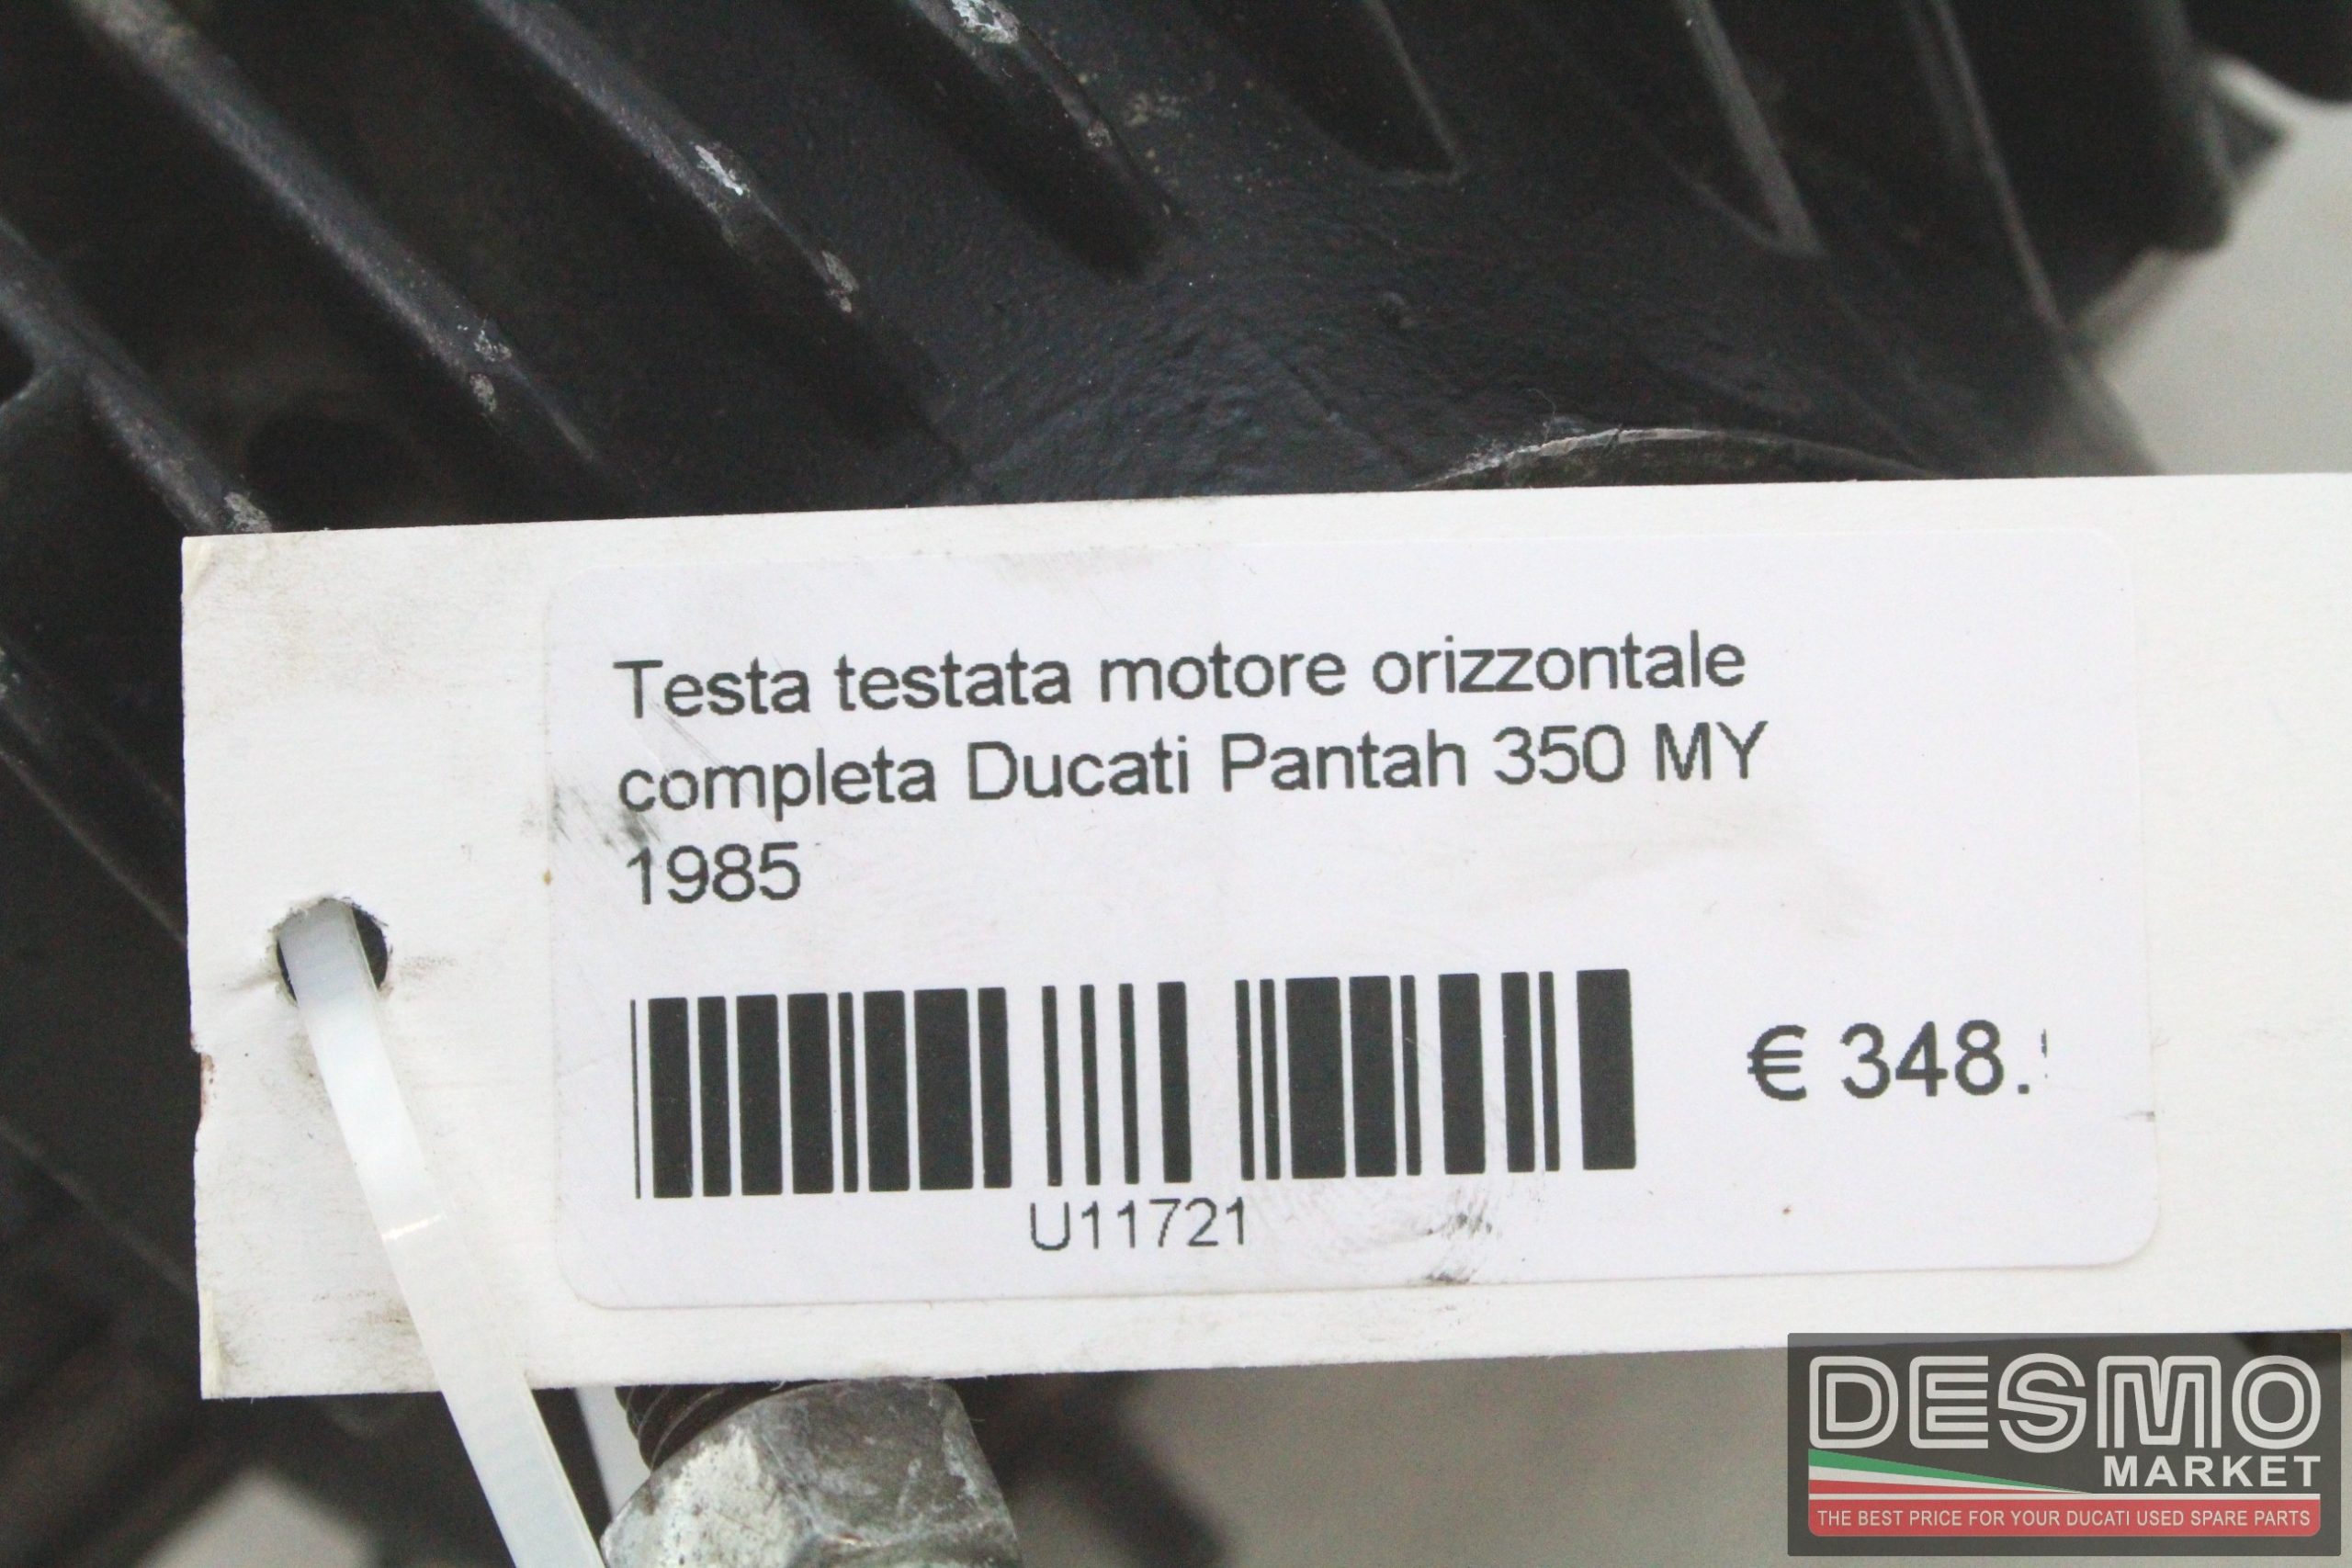 Testa testata motore orizzontale
completa Ducati Pantah 350 MY
1985
€ 348.
U11721
DESMO
MARKET
THE BEST PRICE FOR YOUR DUCATI USED SPARE PARTS